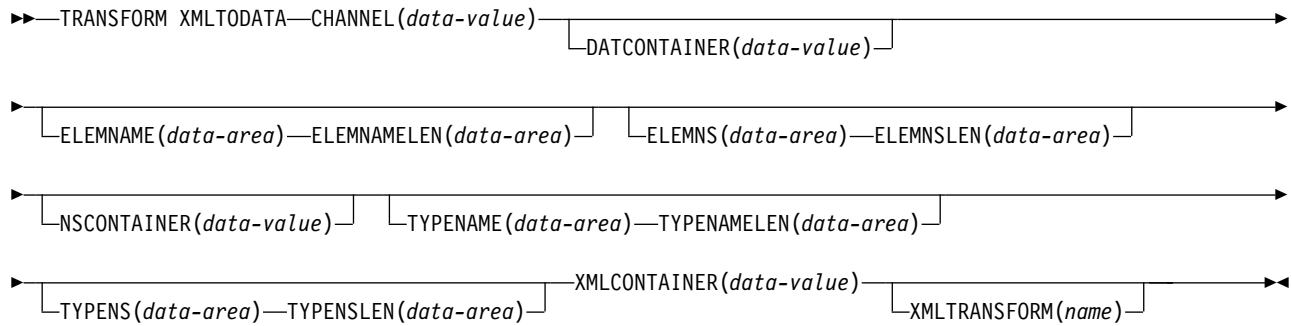 TRANSFORM XMLTODATA CHANNEL(data-value)
DATCONTAINER(data-value)
ELEMNAME(data-area) ELEMNAMELEN(data-area) ELEMNS(data-area) ELEMNSLEN(data-area)
NSCONTAINER(data-value) TYPENAME(data-area) TYPENAMELEN(data-area)
XMLCONTAINER(data-value)
TYPENS(data-area) TYPENSLEN(data-area) XMLTRANSFORM(name)